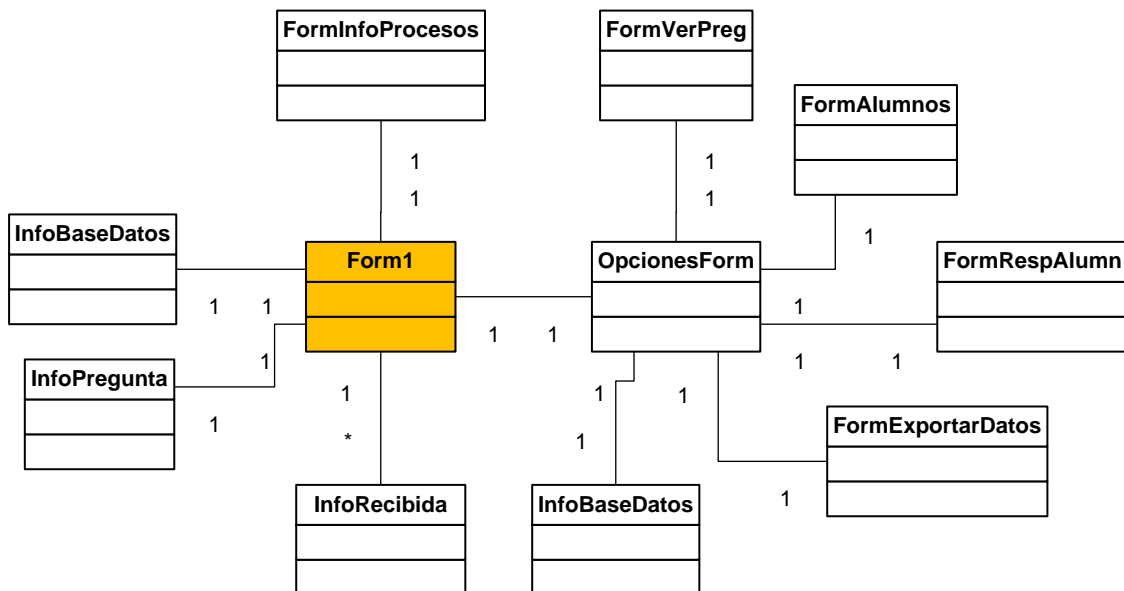 FormInfoProcesos
FormVerPreg
FormAlumnos
1
1
1
1
InfoBaseDatos
Form1
OpcionesForm
1
FormRespAlumn
1
1
1
1
1
1
1
1
InfoPregunta
1
1
1
1
1
*
1
FormExportarDatos
InfoRecibida
InfoBaseDatos
1